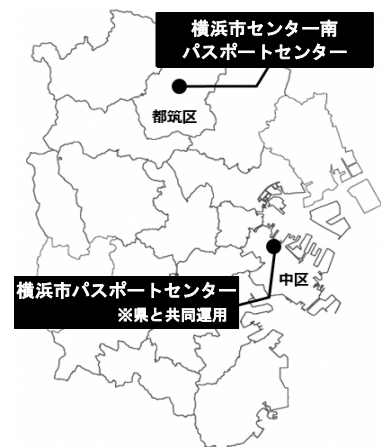 横浜市センター南
パスポートセンター
都筑区
中区
横浜市パスポートセンター
※県と共同運用